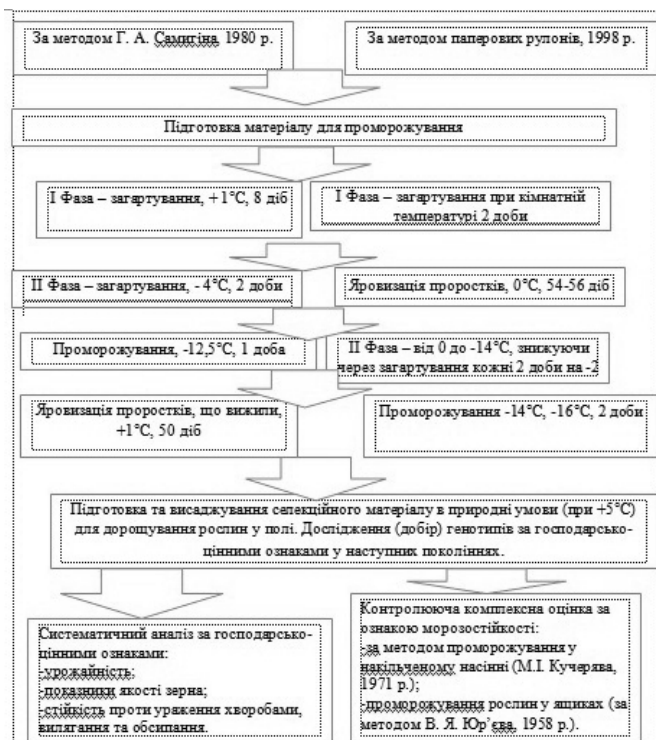 За методом Г. А. Самигіна, 1980 р.
За методом паперових рулонів, 1998 р.
Підготовка матеріалу для проморожування
І Фаза – загартування, +1°С, 8 діб
І Фаза – загартування при кімнатній
температурі 2 доби
ІІ Фаза – загартування, - 4°С, 2 доби
Яровизація проростків, 0°С, 54-56 діб
Проморожування, -12,5°С, 1 доба
ІІ Фаза – від 0 до -14°С, знижуючи
через загартування кожні 2 доби на -2
Яровизація проростків, що вижили,
+1°С, 50 діб
Проморожування -14°С, -16°С, 2 доби
Підготовка та висаджування селекційного матеріалу в природні умови (при +5°С)
для дорощування рослин у полі. Дослідження (добір) генотипів за господарсько-
цінними ознаками у наступних поколіннях.
Систематичний аналіз за господарсько-
цінними ознаками:
-урожайність;
-показники якості зерна;
-стійкість проти ураження хворобами,
вилягання та обсипання.
Контролююча комплексна оцінка за
ознакою морозостійкості:
-за методом проморожування у
накільченому насінні (М.І. Кучерява,
1971 р.);
-проморожування рослин у ящиках (за
методом В. Я. Юр’єва, 1958 р.).